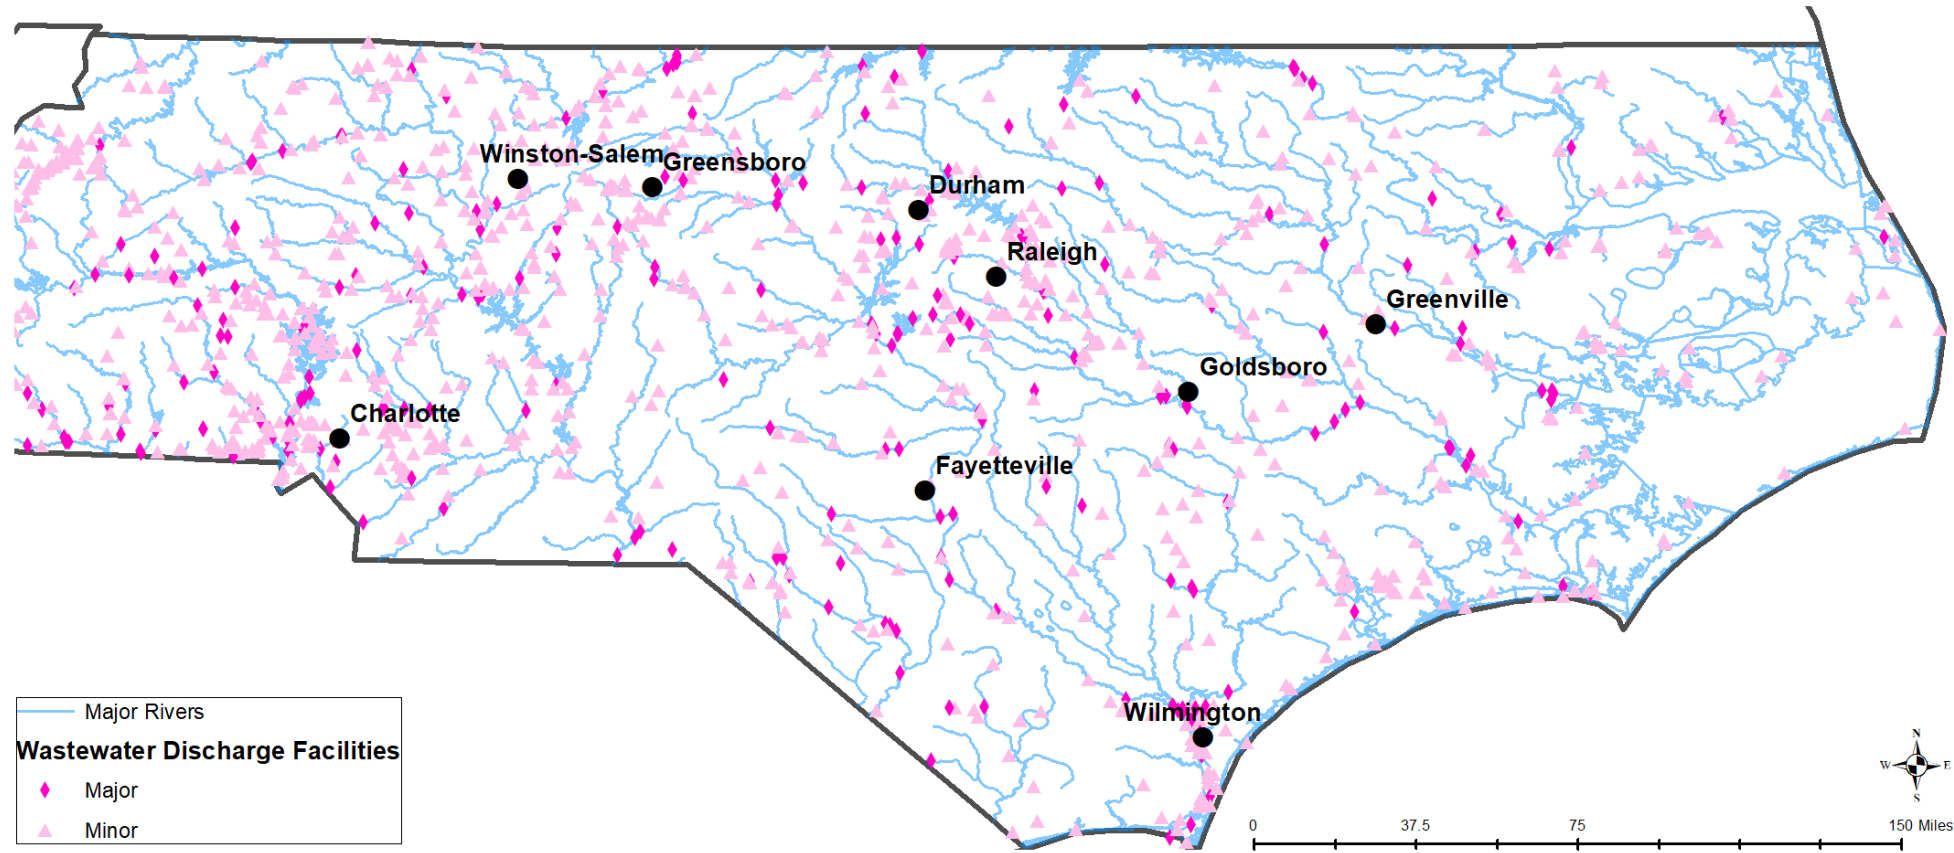 Winston-Salem
Greensboro
Durham
Raleigh
Greenville
Goldsboro
Charlotte
Fayetteville
Wilmington
Major Rivers
Wastewater Discharge Facilities
Major
Minor
N
W E
S
0 37.5 75 150 Miles